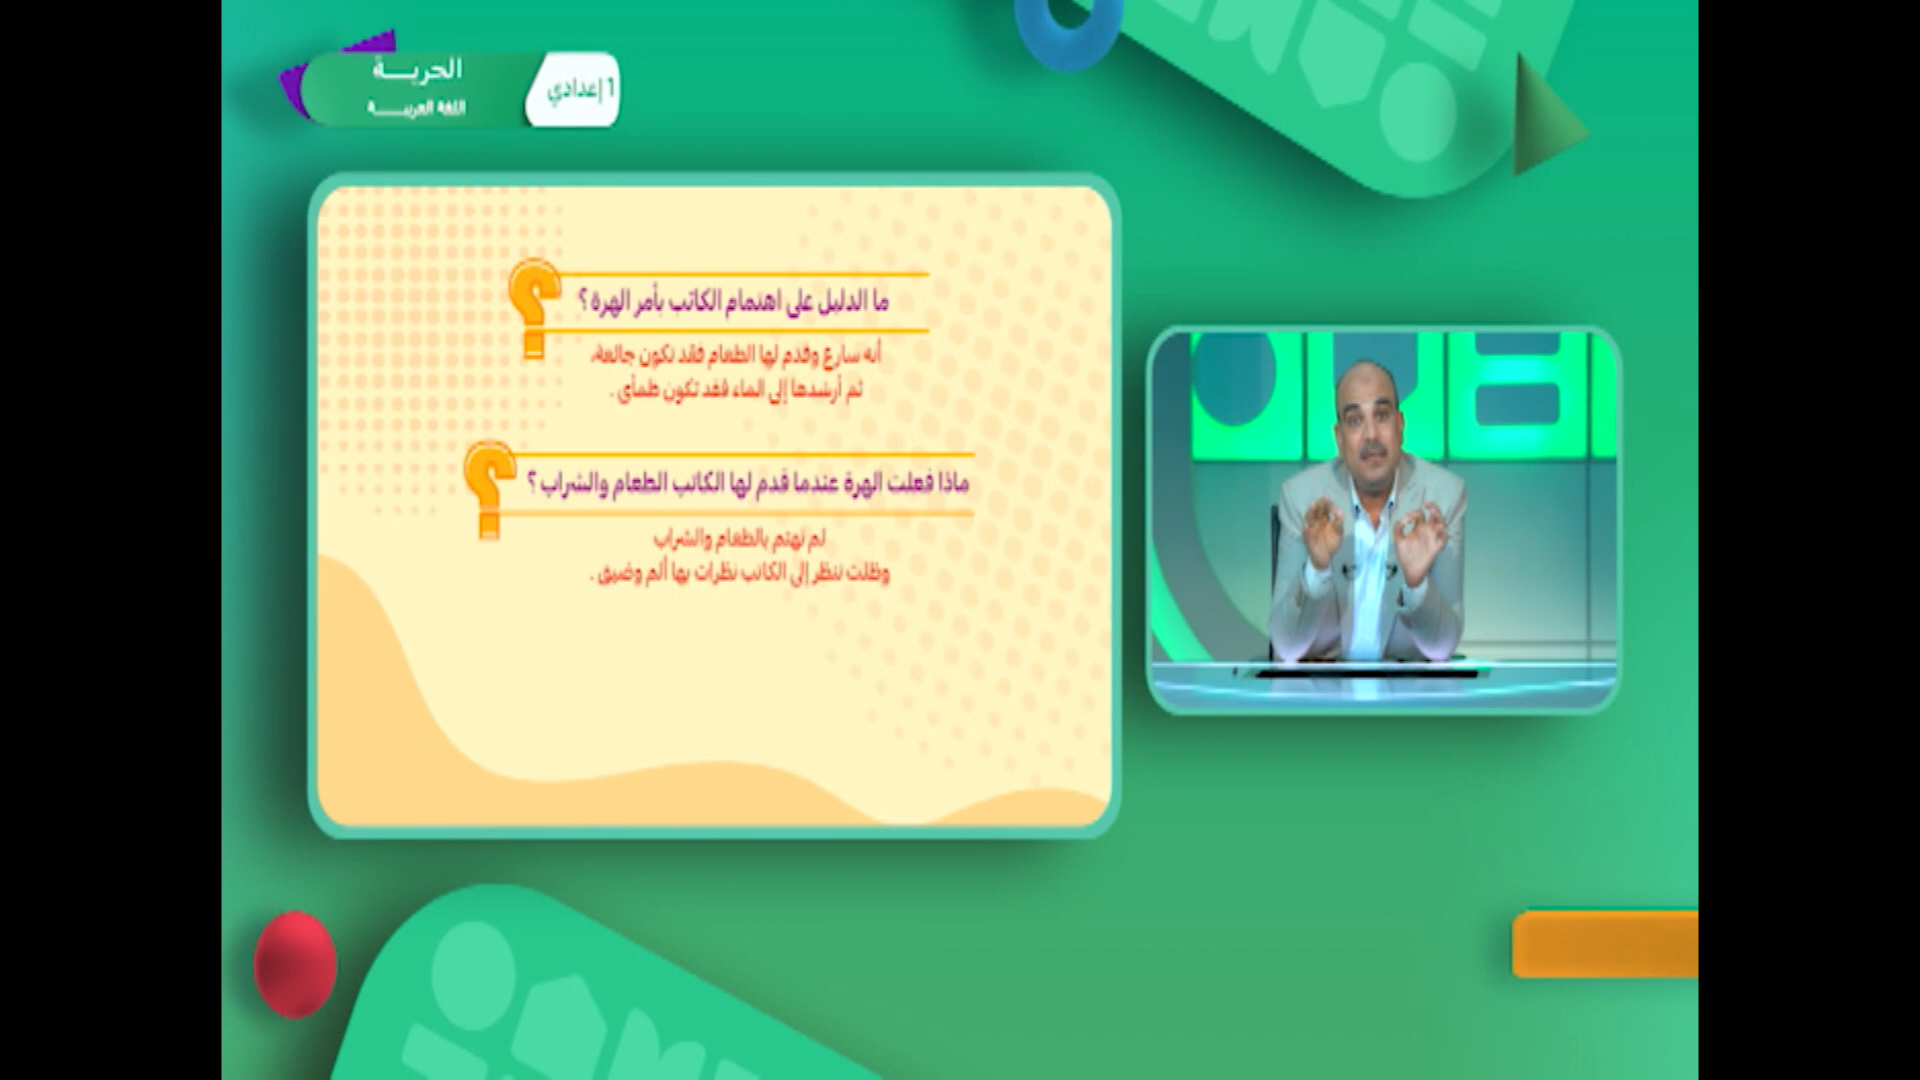 الحريـــة
اللغة العربيـــة
1 إعدادي
ما الدليل على اهتمام الكاتب بأمر الهرة ؟
أنه سارع وقدم لها الطعام فقد تكون جائعة،
ثم أرشدها إلى الماء فقد تكون ظمأى .
ماذا فعلت الهرة عندما قدم لها الكاتب الطعام والشراب ؟
لم تهتم بالطعام والشراب
وظلت تنظر إلى الكاتب نظرات بها ألم وضيق .